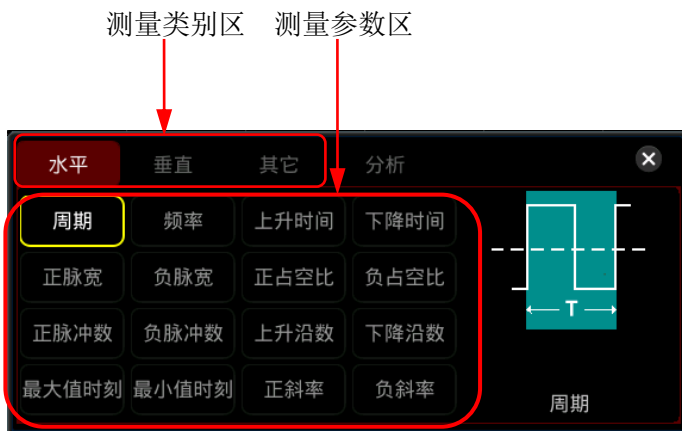 测量类别区 测量参数区
水平 垂直 其它 分析
周期 频率 上升时间 下降时间
正脉宽 负脉宽 正占空比 负占空比
T
正脉冲数 负脉冲数 上升沿数 下降沿数
最大值时刻 最小值时刻 正斜率 负斜率
周期